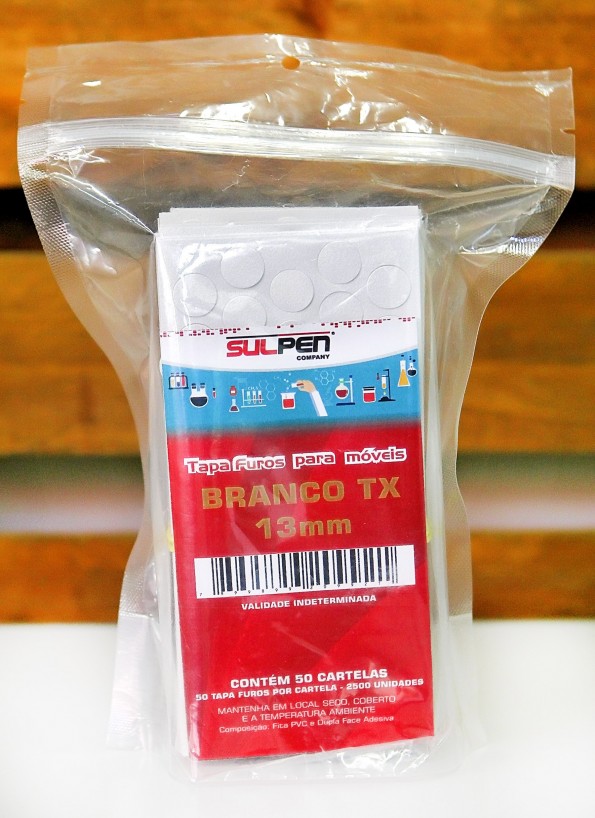 SULPEN
COMPANY
Tapa Furos para móveis
BRANCO TX
13mm
VALIDADE INDETERMINADA
CONTÉM 50 CARTELAS
50 TAPA FUROS POR CARTELA - 2500 UNIDADES
MANTENHA EM LOCAL SECO, COBERTO
E A TEMPERATURA AMBIENTE
Composição: Fita PVC e Dupla Face Adesiva